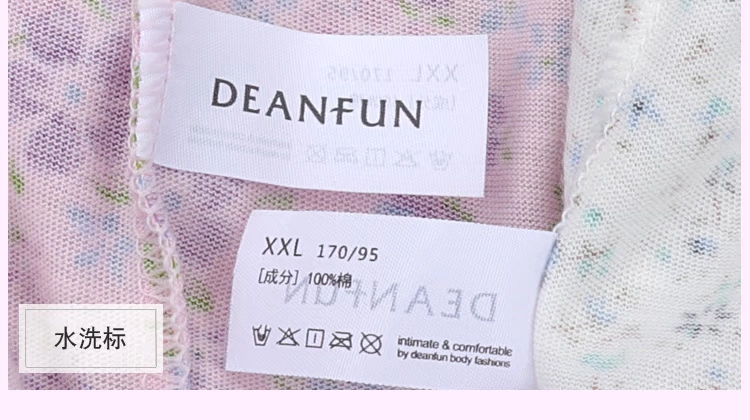 DEANFUN
XXL 170/95
[成分] 100%棉
intimate & comfortable
by deanfun body fashions
水洗标